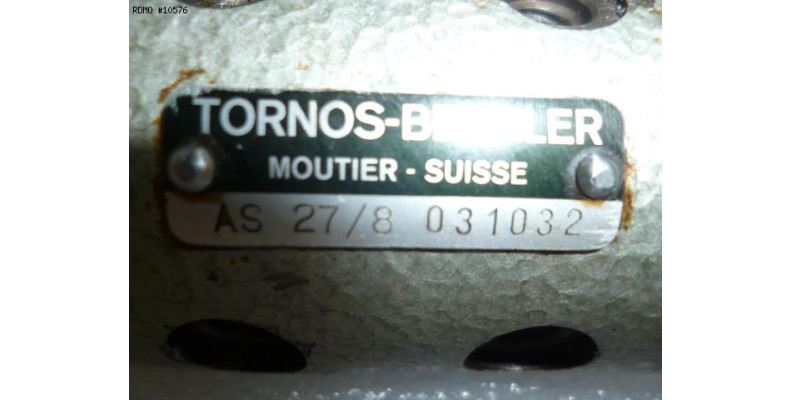 RDMO #10576
TORNOS-
MOUTIER - SUISSE
AS 27/8 031032